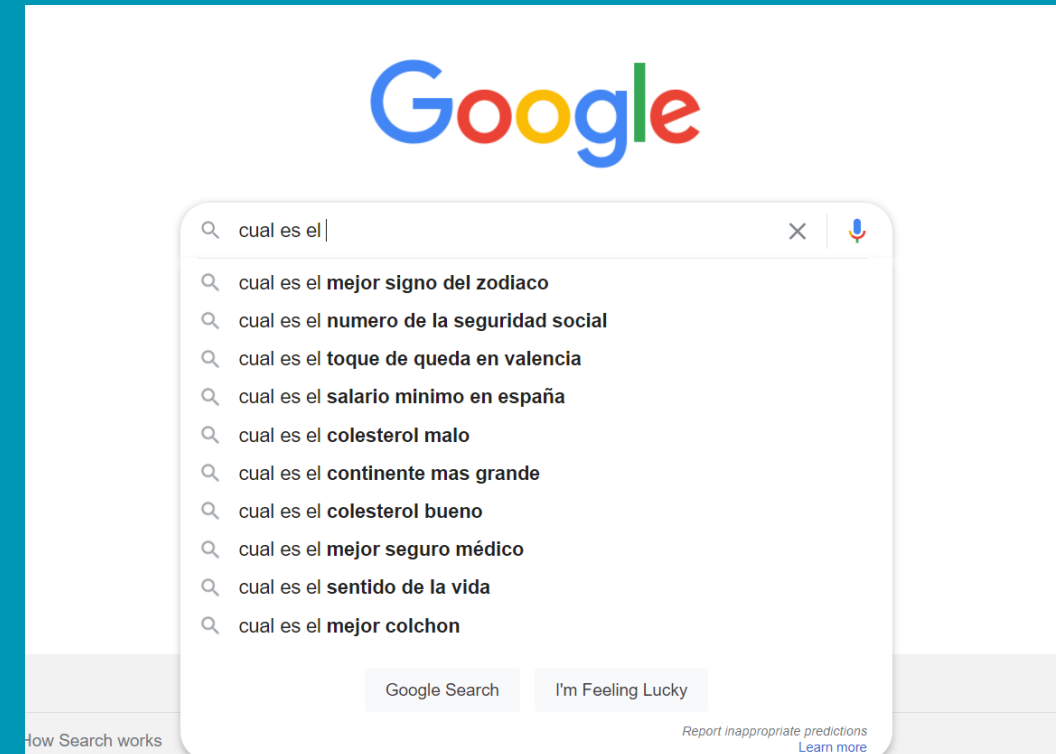 Google
cual es el
cual es el mejor signo del zodiaco
cual es el numero de la seguridad social
cual es el toque de queda en valencia
cual es el salario minimo en españa
cual es el colesterol malo
cual es el continente mas grande
cual es el colesterol bueno
cual es el mejor seguro médico
cual es el sentido de la vida
cual es el mejor colchon
Google Search I'm Feeling Lucky
Report inappropriate predictions
How Search works
Learn more